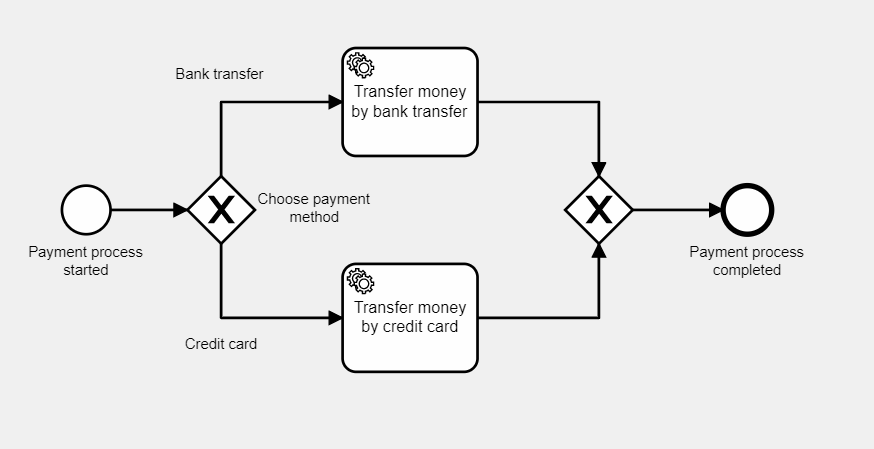 Bank transfer
Transfer money
by bank transfer
Choose payment
method
Payment process
started
Payment process
completed
Transfer money
by credit card
Credit card